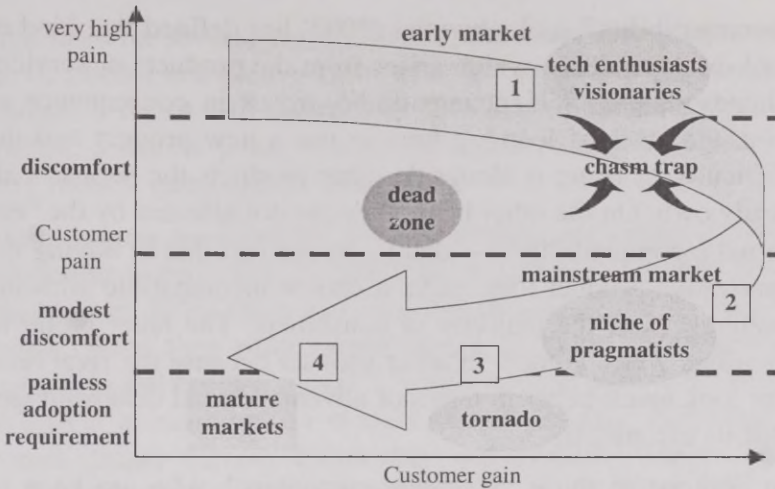 very high
pain
early market
1
tech enthusiasts
visionaries
discomfort
chasm trap
dead
zone
Customer
pain
mainstream market
2
modest
discomfort
niche of
pragmatists
4
3
painless
adoption
requirement
mature
markets
tornado
Customer gain